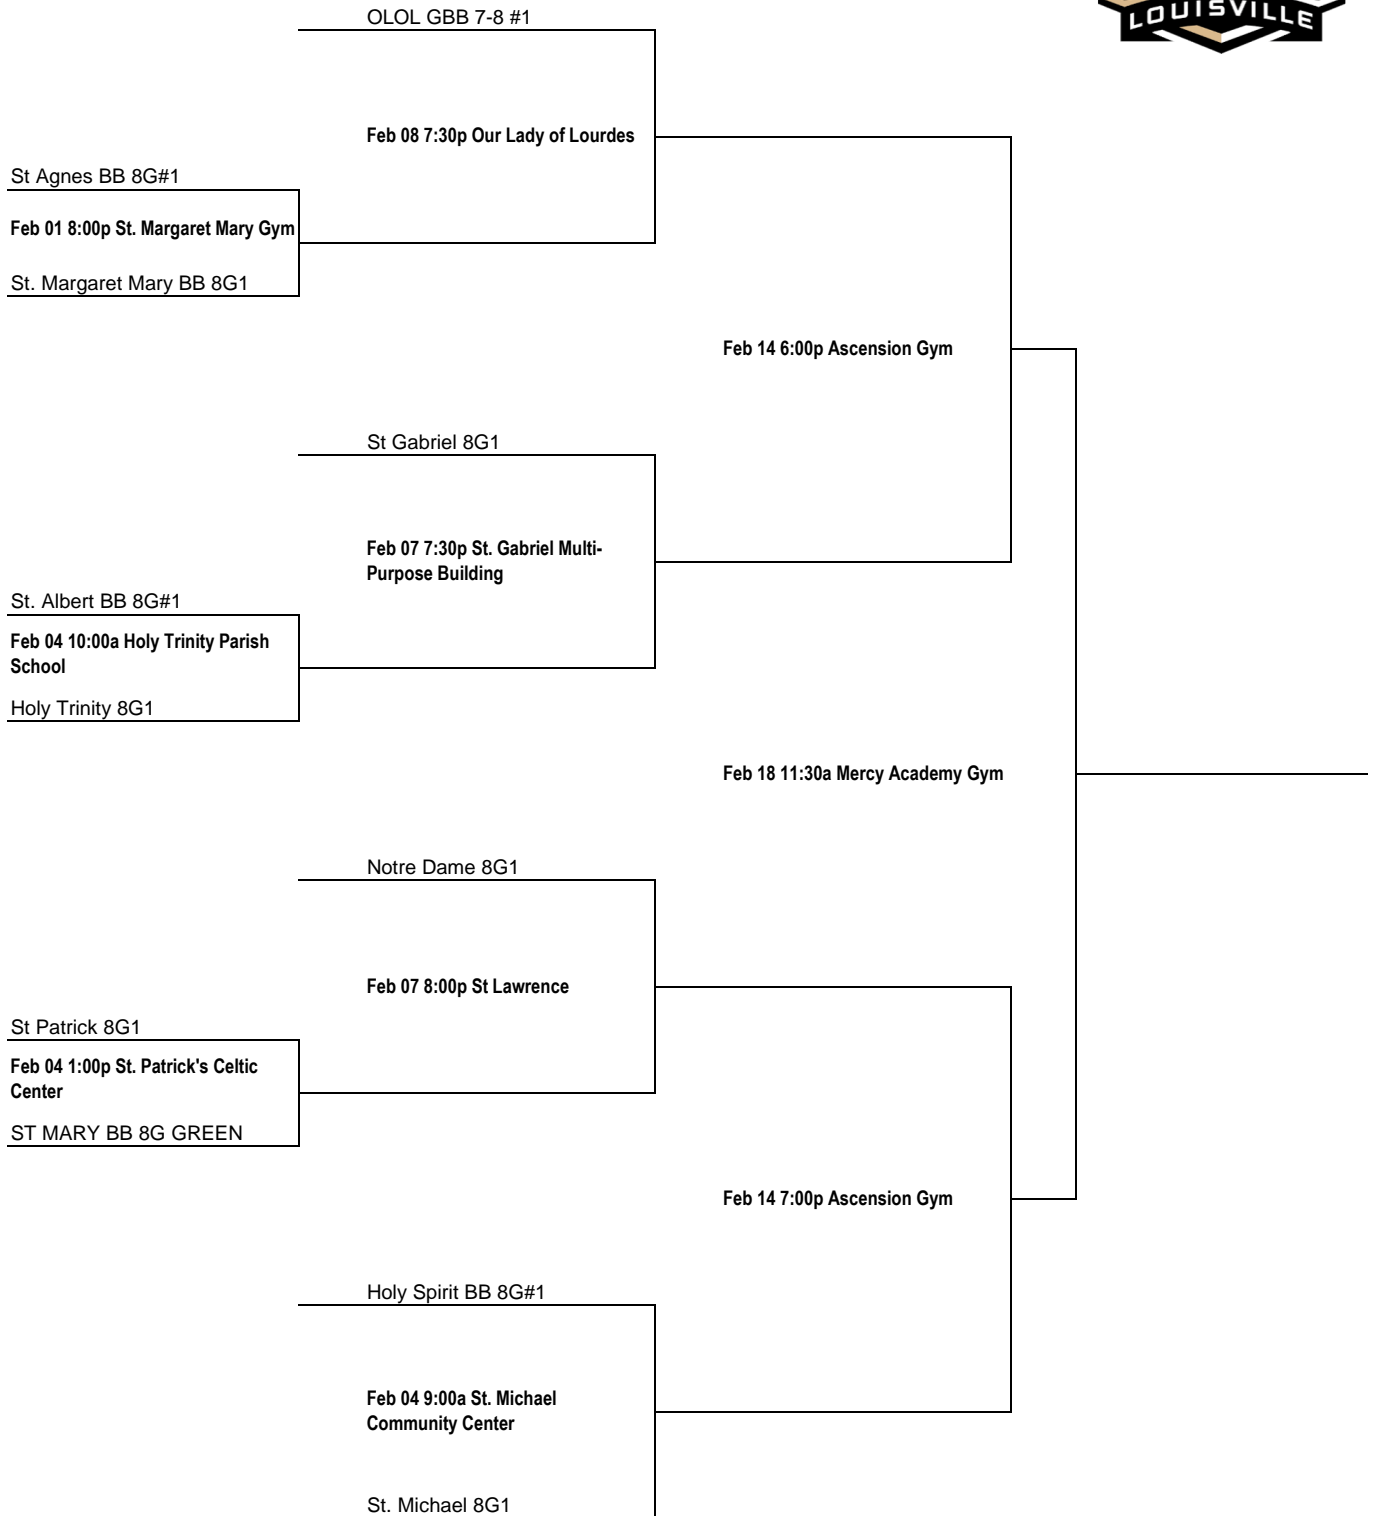 LOUISVILLE
OLOL GBB 7-8 #1
Feb 08 7:30p Our Lady of Lourdes
St Agnes BB 8G#1
Feb 01 8:00p St. Margaret Mary Gym
St. Margaret Mary BB 8G1
Feb 14 6:00p Ascension Gym
St Gabriel 8G1
Feb 07 7:30p St. Gabriel Multi-
Purpose Building
St. Albert BB 8G#1
Feb 04 10:00a Holy Trinity Parish
School
Holy Trinity 8G1
Feb 18 11:30a Mercy Academy Gym
Notre Dame 8G1
Feb 07 8:00p St Lawrence
St Patrick 8G1
Feb 04 1:00p St. Patrick's Celtic
Center
ST MARY BB 8G GREEN
Feb 14 7:00p Ascension Gym
Holy Spirit BB 8G#1
Feb 04 9:00a St. Michael
Community Center
St. Michael 8G1